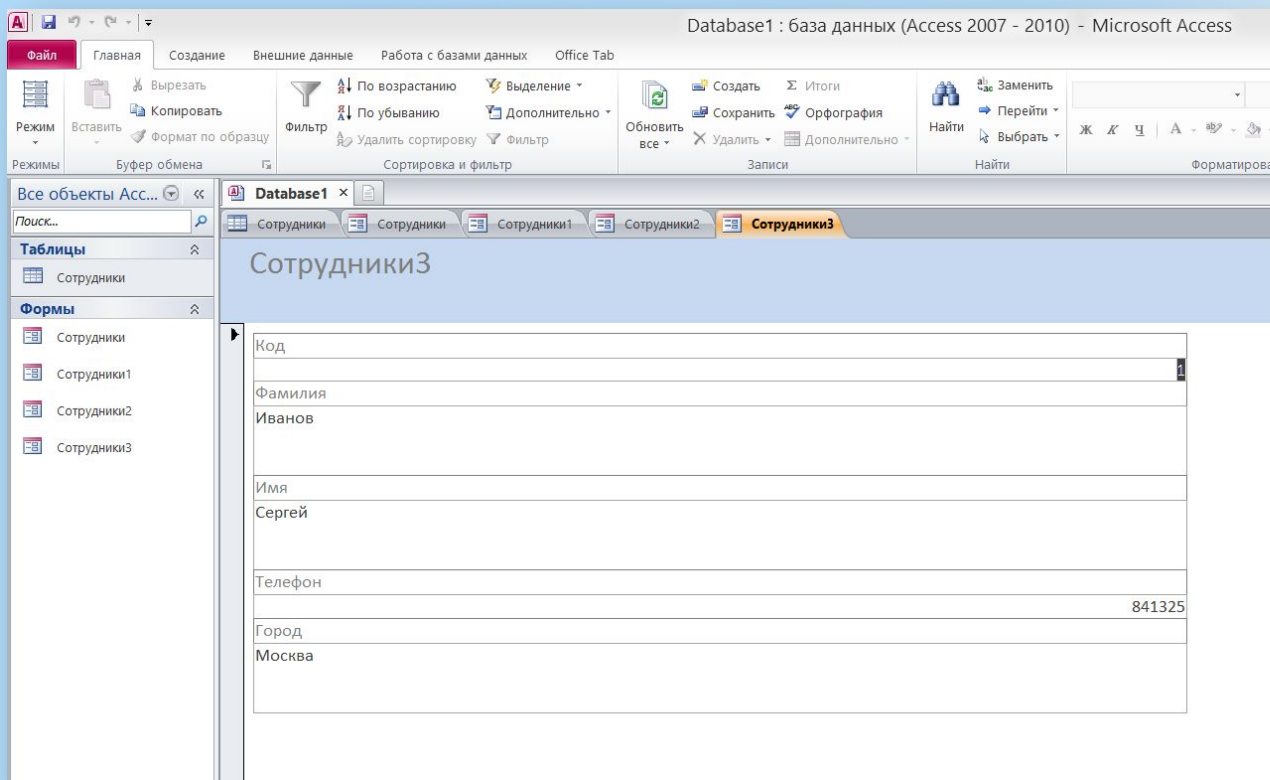 Database1 : база данных (Access 2007 - 2010) - Microsoft Access
Файл Главная Создание Внешние данные Работа с базами данных Office Tab
Режим
Режимы
Вставить
Вырезать
Копировать
Формат по образцу
Буфер обмена
Фильтр
По возрастанию
По убыванию
Удалить сортировку
Выделение
Дополнительно
Фильтр
Сортировка и фильтр
Обновить
все
Создать
Сохранить
Удалить
Итоги
Орфография
Дополнительно
Записи
Найти
Заменить
Перейти
Выбрать
Найти
Ж К Ч А
Форматирова
Все объекты Acc...
Поиск...
Таблицы
Сотрудники
Формы
Сотрудники
Сотрудники1
Сотрудники2
Сотрудники3
Database1
Сотрудники Сотрудники Сотрудники1 Сотрудники2 Сотрудники3
Сотрудники3
Код
1
Фамилия
Иванов
Имя
Сергей
Телефон
841325
Город
Москва